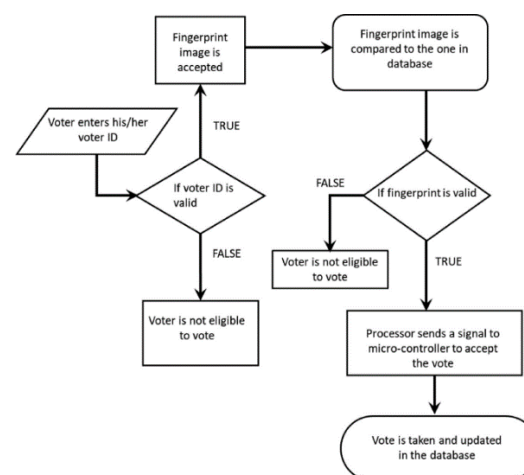 Fingerprint
image is
accepted
Fingerprint image is
compared to the one in
database
Voter enters his/her
voter ID
TRUE
If voter ID is
valid
FALSE
If fingerprint is valid
FALSE
Voter is not eligible
to vote
TRUE
Voter is not eligible
to vote
Processor sends a signal to
micro-controller to accept
the vote
Vote is taken and updated
in the database